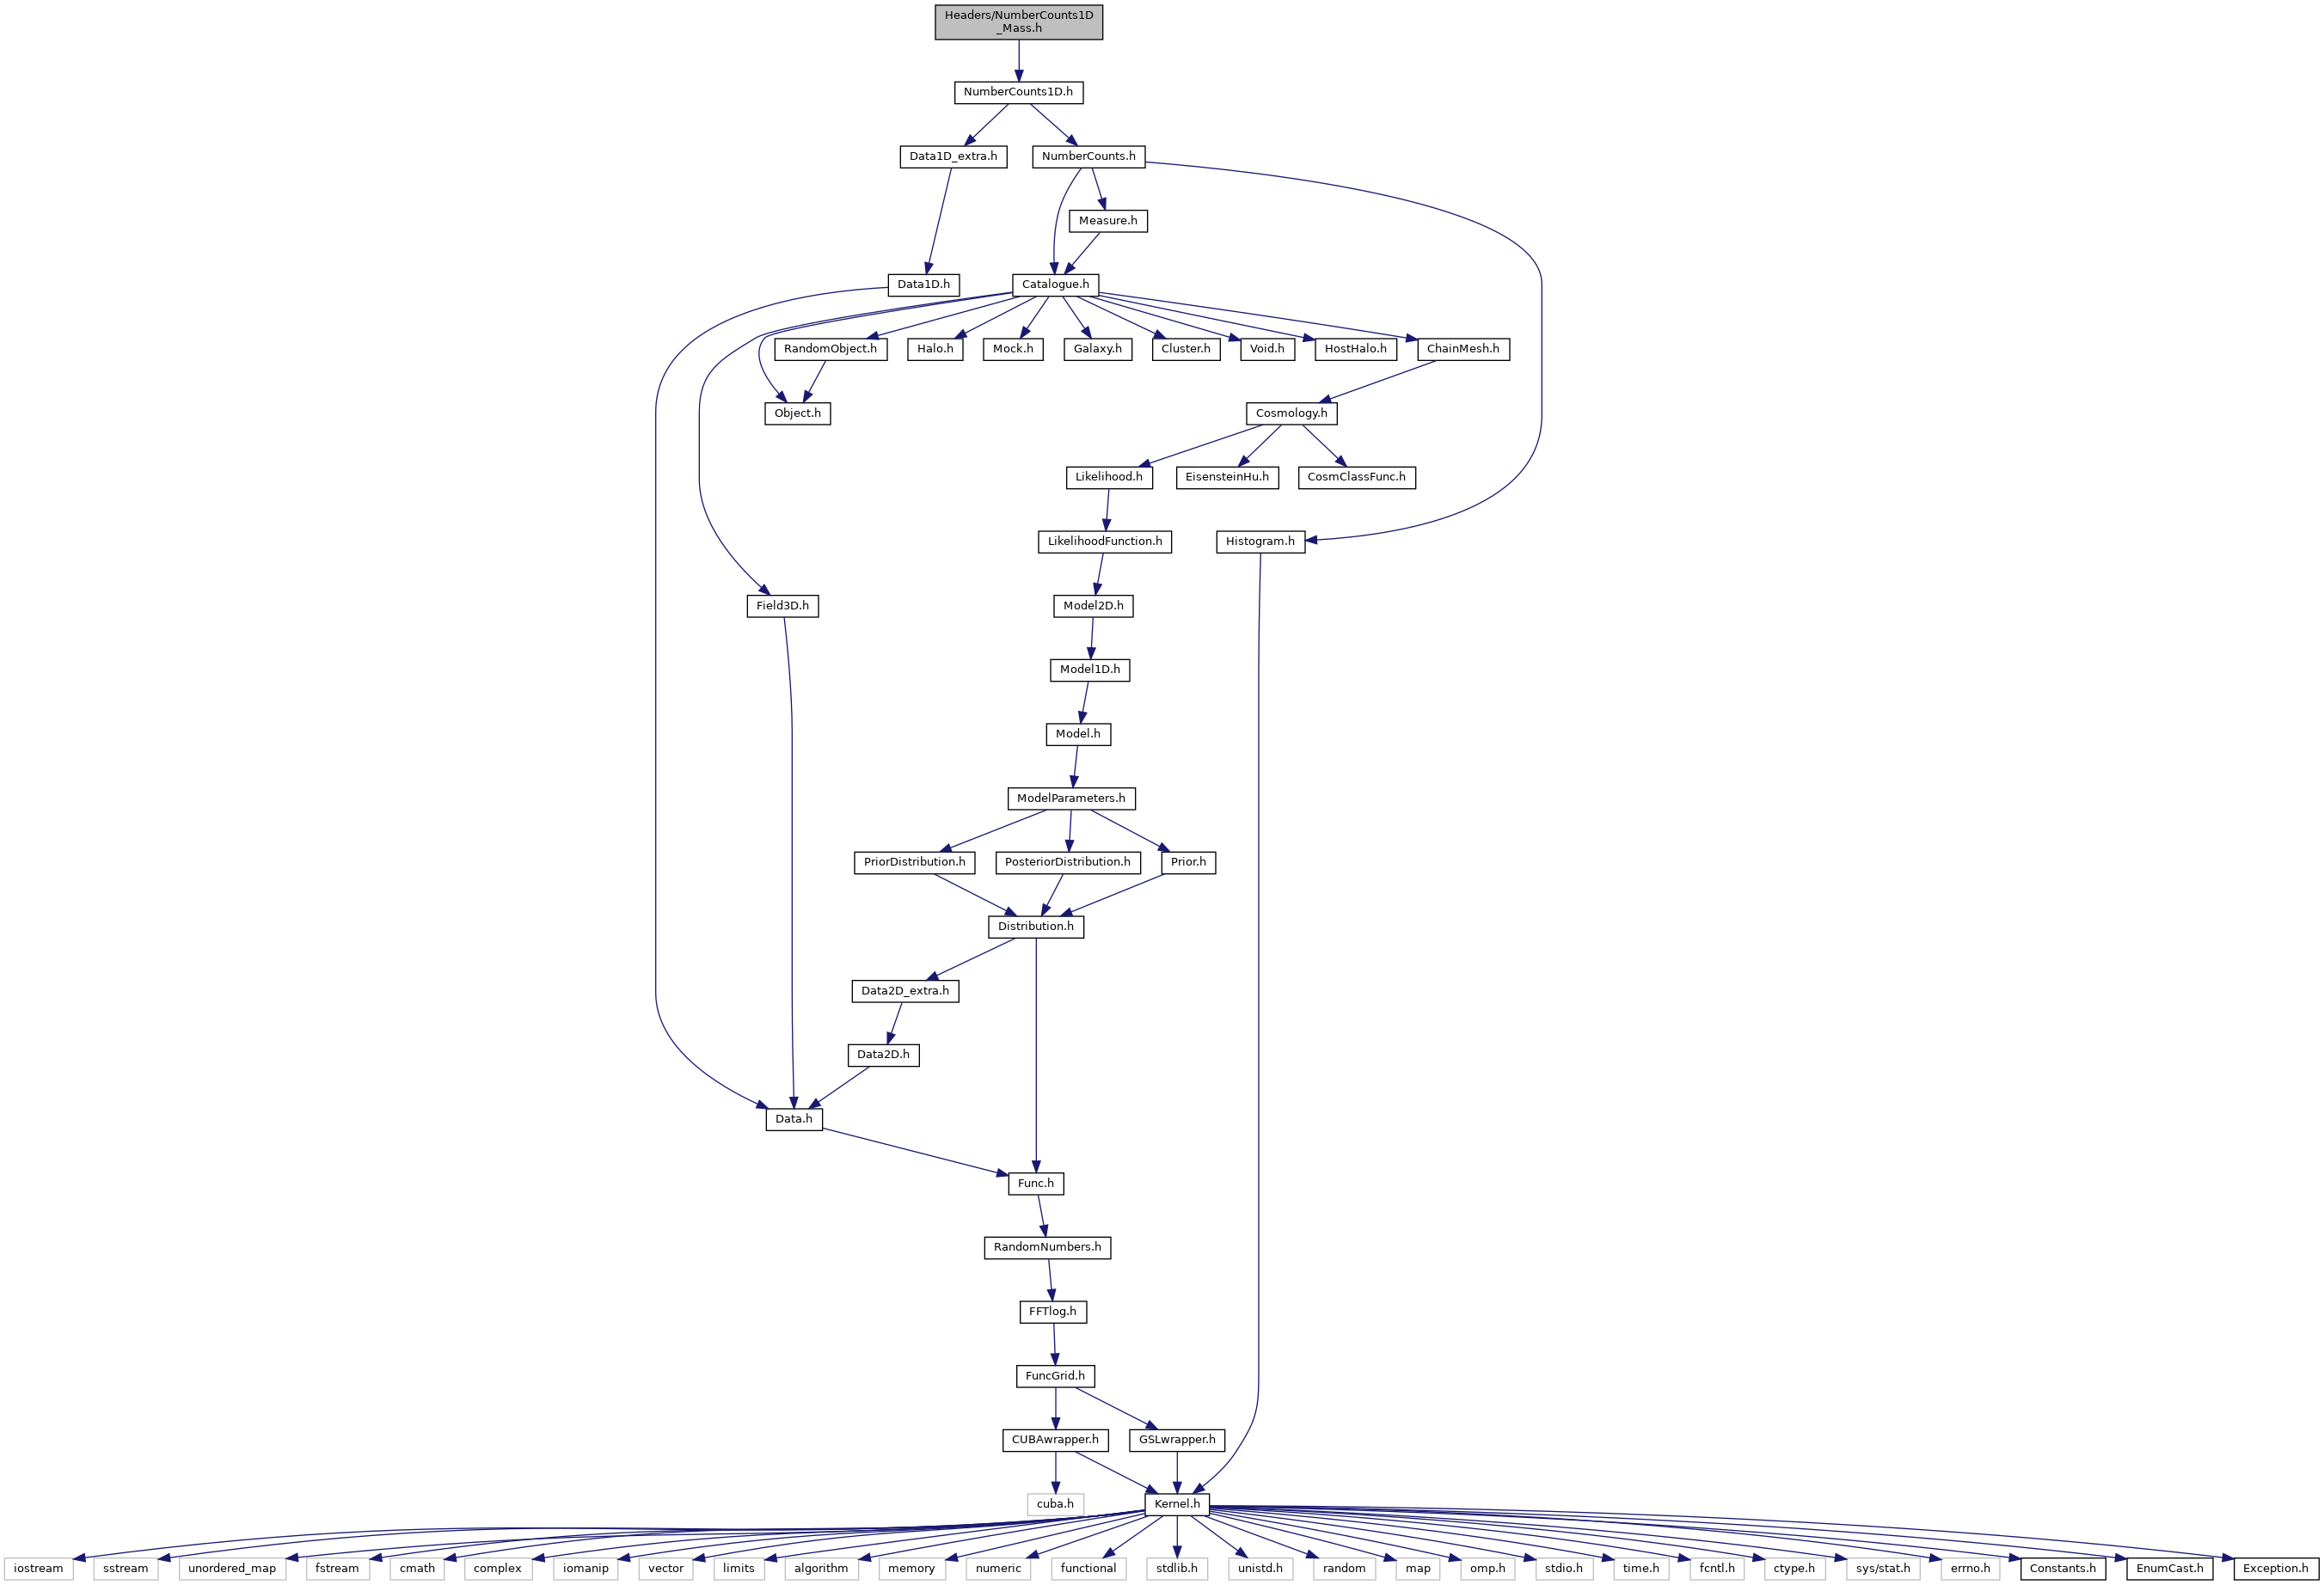 Headers/NumberCounts1D
_Mass.h
NumberCounts1D.h
Data1D_extra.h
NumberCounts.h
Measure.h
Data1D.h
Catalogue.h
RandomObject.h
Halo.h
Mock.h
Galaxy.h
Cluster.h
Void.h
HostHalo.h
ChainMesh.h
Object.h
Cosmology.h
Likelihood.h
EisensteinHu.h
CosmClassFunc.h
LikelihoodFunction.h
Histogram.h
Field3D.h
Model2D.h
Model1D.h
Model.h
ModelParameters.h
PriorDistribution.h
PosteriorDistribution.h
Prior.h
Distribution.h
Data2D_extra.h
Data2D.h
Data.h
Func.h
RandomNumbers.h
FFTlog.h
FuncGrid.h
CUBAwrapper.h
GSLwrapper.h
cuba.h
Kernel.h
iostream
sstream
unordered_map
fstream
cmath
complex
iomanip
vector
limits
algorithm
memory
numeric
functional
stdlib.h
unistd.h
random
map
omp.h
stdio.h
time.h
fcntl.h
ctype.h
sys/stat.h
errno.h
Constants.h
EnumCast.h
Exception.h